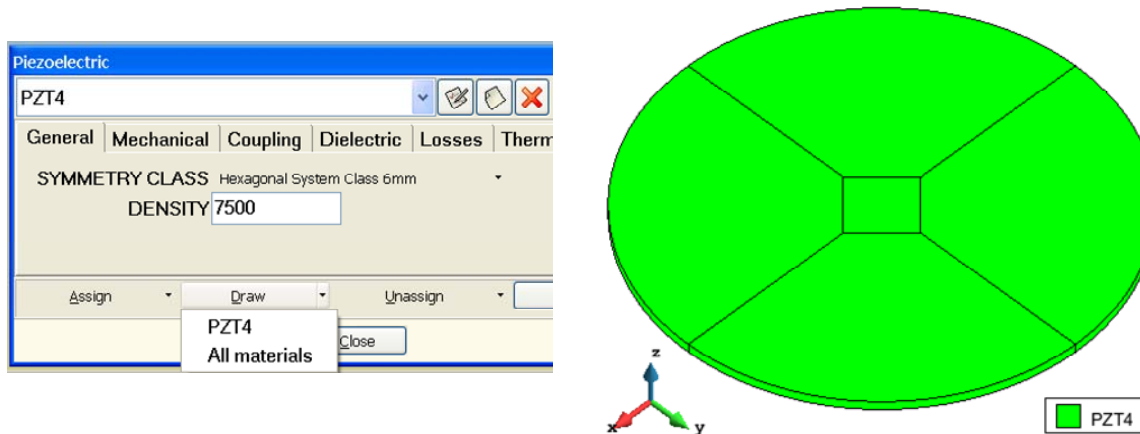 Piezoelectric
PZT4
General Mechanical Coupling Dielectric Losses Therm
SYMMETRY CLASS Hexagonal System Class 6mm
DENSITY 7500
Assign Draw Unassign
PZT4
All materials
Close
z
x y
PZT4